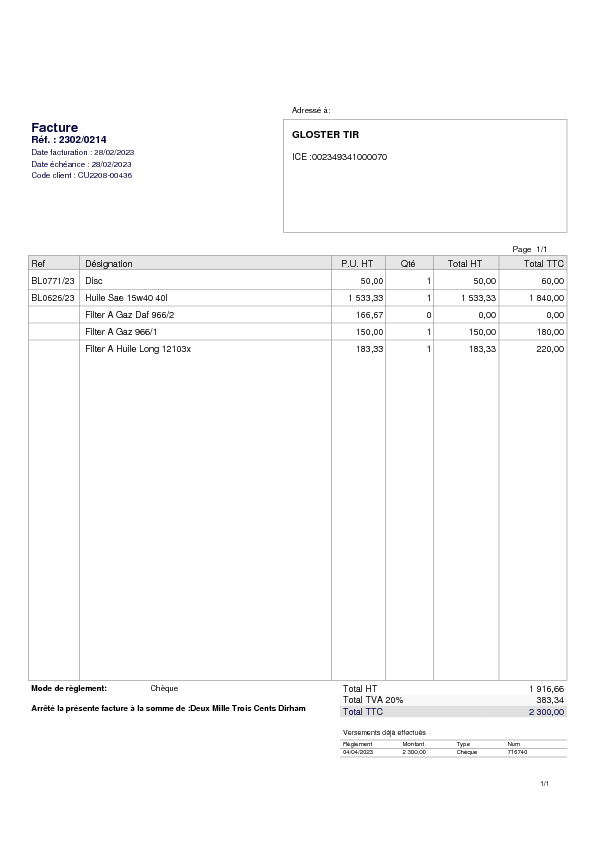 Adressé à:
Facture
Réf. : 2302/0214
Date facturation : 28/02/2023
Date échéance : 28/02/2023
Code client : CU2208-00436
GLOSTER TIR
ICE :002349341000070
Page 1/1
Ref Désignation P.U. HT Qté Total HT Total TTC
BL0771/23 Disc 50,00 1 50,00 60,00
BL0626/23 Huile Sae 15w40 40l 1 533,33 1 1 533,33 1 840,00
Filter A Gaz Daf 966/2 166,67 0 0,00 0,00
Filter A Gaz 966/1 150,00 1 150,00 180,00
Filter A Huile Long 12103x 183,33 1 183,33 220,00
Mode de règlement: Chèque
Total HT 1 916,66
Total TVA 20% 383,34
Total TTC 2 300,00
Arrêté la présente facture à la somme de :Deux Mille Trois Cents Dirham
Versements déjà effectués
Règlement Montant Type Num
04/04/2023 2 300,00 Chèque 716740
1/1